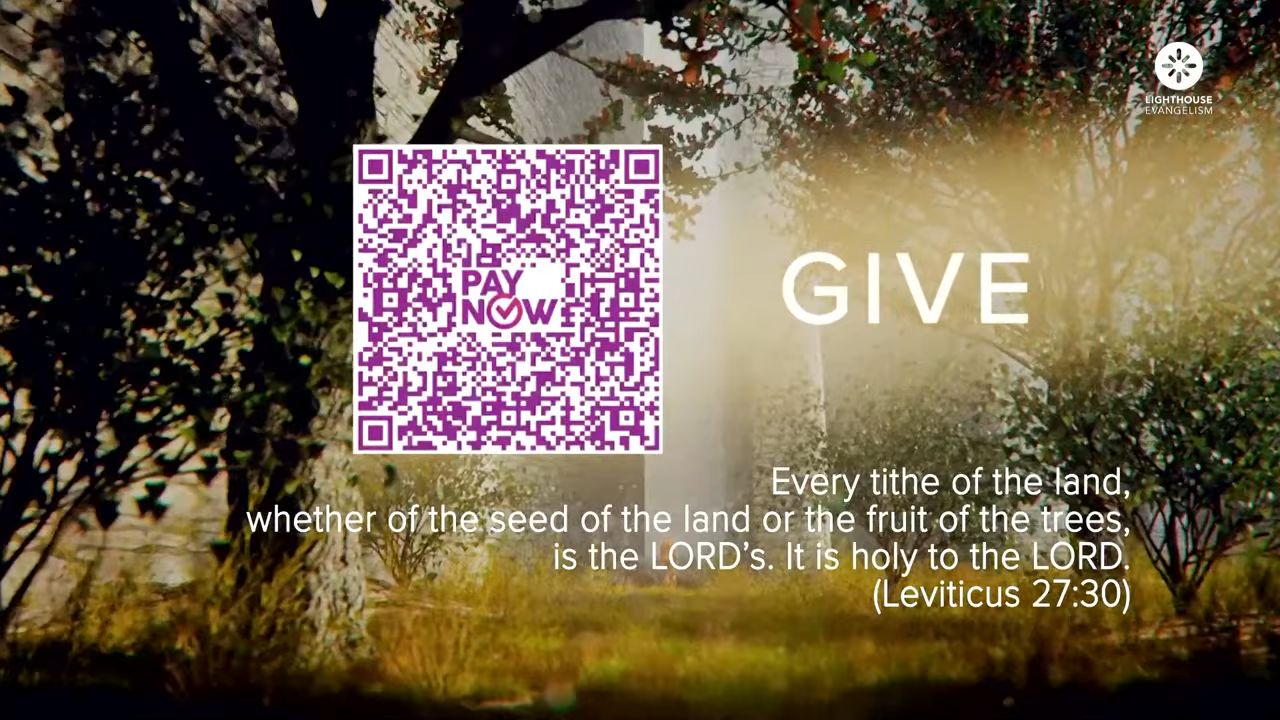 LIGHTHOUSE
EVANGELISM
PAY
NOW
GIVE
Every tithe of the land,
whether of the seed of the land or the fruit of the trees,
is the LORD’s. It is holy to the LORD.
(Leviticus 27:30)